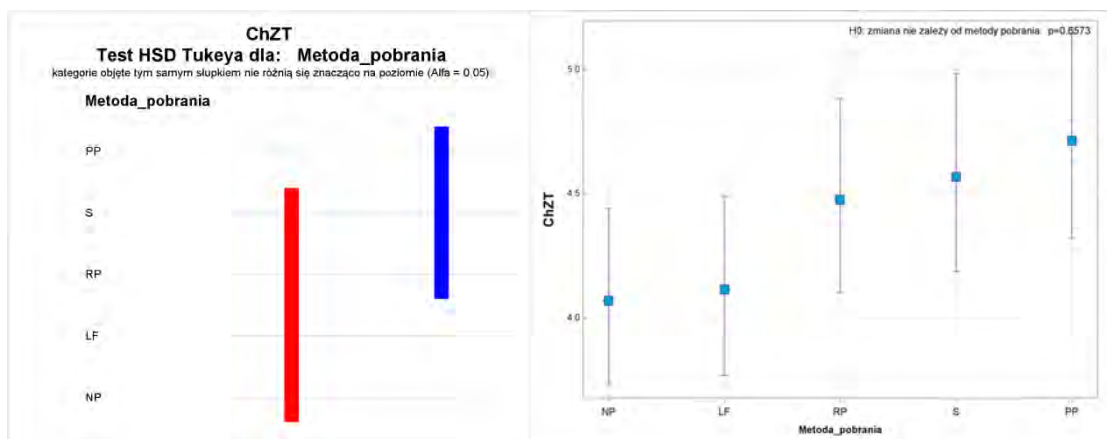 ChZT
Test HSD Tukeya dla: Metoda_pobrania
kategorie objęte tym samym słupkiem nie różnią się znacząco na poziomie (Alfa = 0.05)
Metoda_pobrania
PP
S
RP
LF
NP
H0: zmiana nie zależy od metody pobrania p=0.6573
5.0
4.5
4.0
ChZT
NP LF RP S PP
Metoda_pobrania